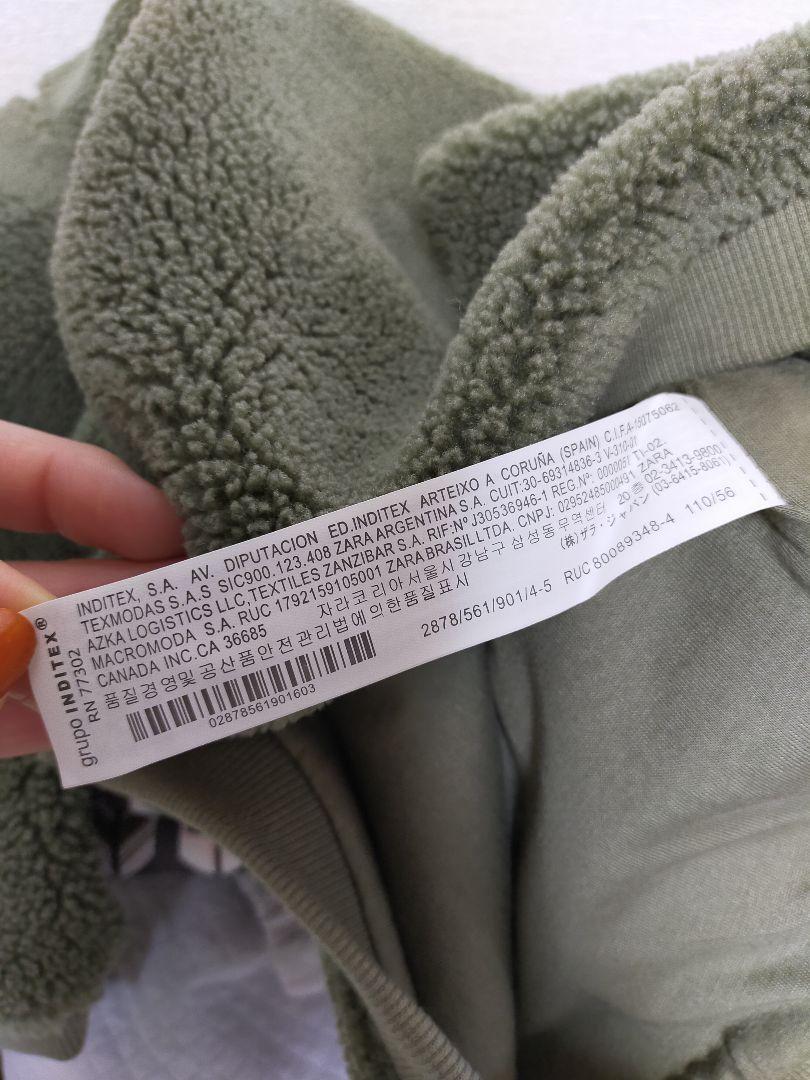 grupo INDITEX®
RN 77302
INDITEX, S.A. AV. DIPUTACION ED.INDITEX ARTEIXO A CORUÑA (SPAIN) C.I.F.A-15075062
TEXMODAS S.A.S SIC900.123.408 ZARA ARGENTINA S.A. CUIT:30-69314836-3 V-310-01
AZKA LOGISTICS LLC,TEXTILES ZANZIBAR S.A. RIF:Nº J30536946-1 REG.Nº: 0000051 TI-02.
MACROMODA S.A. RUC 1792159105001 ZARA BRASIL LTDA. CNPJ: 0295248500491 ZARA
CANADA INC.CA 36685 자라코리아서울시강남구삼성동무역센터 20층 02-3413-9800
품질경영및공산품안전관리법에의한품질표시 (株)ザラ・ジャパン (03-6415-8061)
2878/561/901/4-5 RUC 80089348-4 110/56
02878561901603